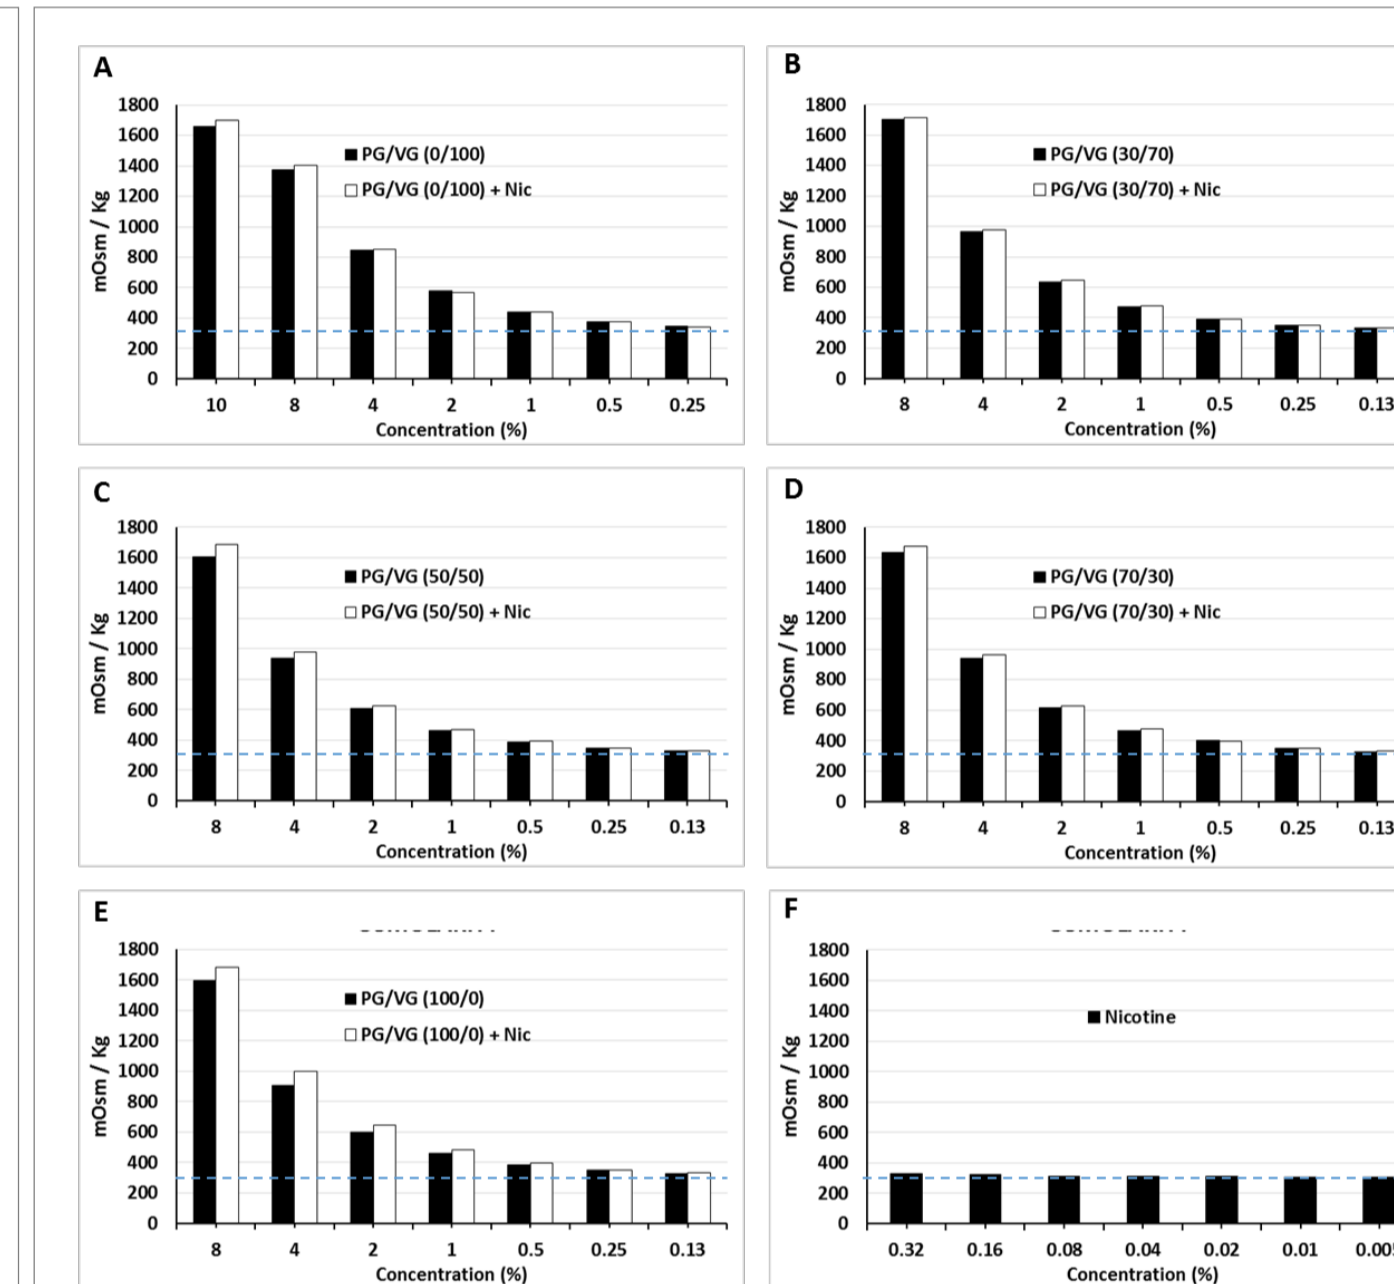 A
1800
1600
1400
1200
1000
800
600
400
200
0
mOsm / Kg
PG/VG (0/100)
PG/VG (0/100) + Nic
10 8 4 2 1 0.5 0.25
Concentration (%)
B
1800
1600
1400
1200
1000
800
600
400
200
0
mOsm / Kg
PG/VG (30/70)
PG/VG (30/70) + Nic
8 4 2 1 0.5 0.25 0.13
Concentration (%)
C
1800
1600
1400
1200
1000
800
600
400
200
0
mOsm / Kg
PG/VG (50/50)
PG/VG (50/50) + Nic
8 4 2 1 0.5 0.25 0.13
Concentration (%)
D
1800
1600
1400
1200
1000
800
600
400
200
0
mOsm / Kg
PG/VG (70/30)
PG/VG (70/30) + Nic
8 4 2 1 0.5 0.25 0.13
Concentration (%)
E
1800
1600
1400
1200
1000
800
600
400
200
0
mOsm / Kg
PG/VG (100/0)
PG/VG (100/0) + Nic
8 4 2 1 0.5 0.25 0.13
Concentration (%)
F
1800
1600
1400
1200
1000
800
600
400
200
0
mOsm / Kg
Nicotine
0.32 0.16 0.08 0.04 0.02 0.01
Concentration (%)